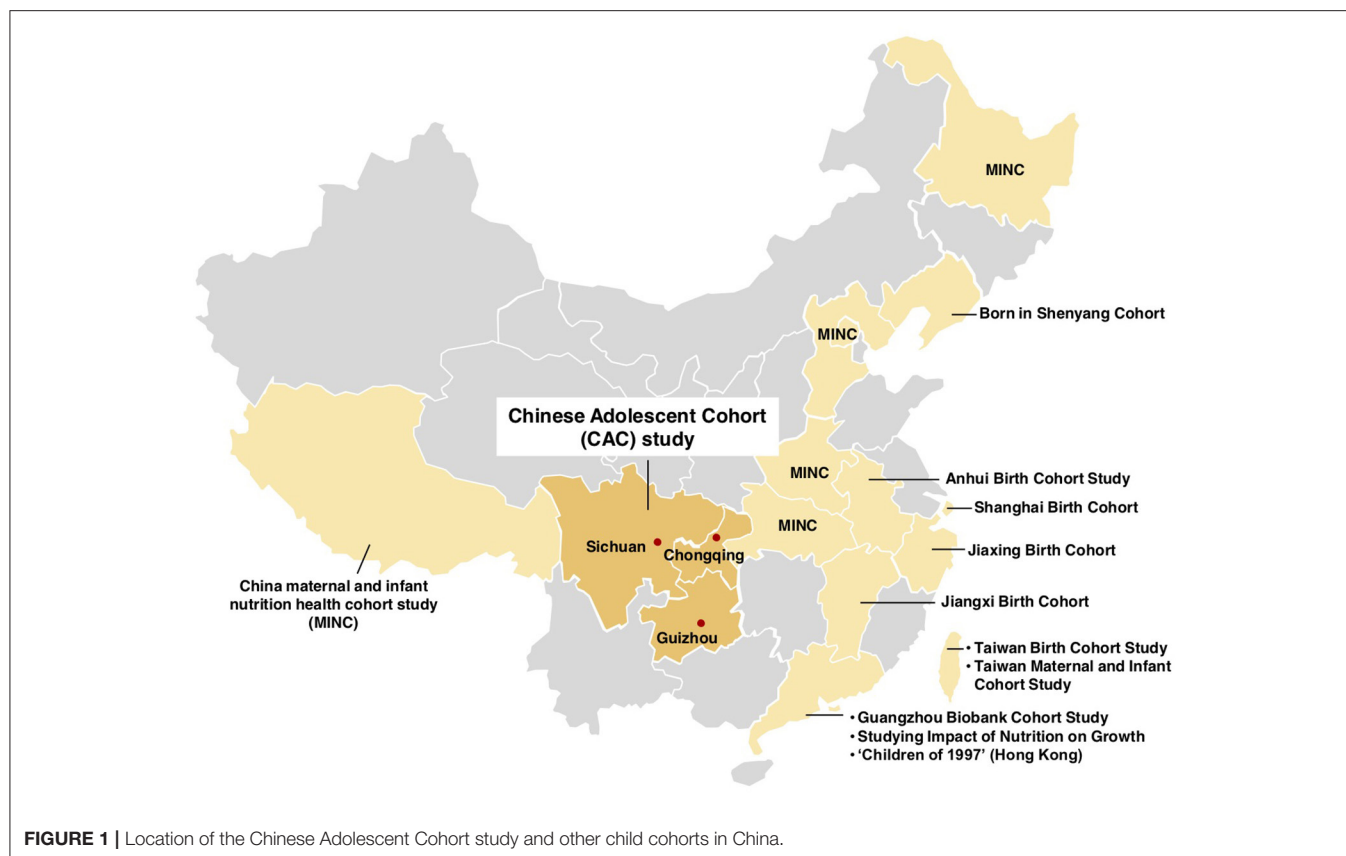 MINC
Born in Shenyang Cohort
MINC
Chinese Adolescent Cohort
(CAC) study
MINC
Anhui Birth Cohort Study
Shanghai Birth Cohort
MINC
Sichuan
Chongqing
Jiaxing Birth Cohort
China maternal and infant
nutrition health cohort study
(MINC)
Jiangxi Birth Cohort
Guizhou
• Taiwan Birth Cohort Study
• Taiwan Maternal and Infant
Cohort Study
• Guangzhou Biobank Cohort Study
• Studying Impact of Nutrition on Growth
• ‘Children of 1997’ (Hong Kong)
FIGURE 1 | Location of the Chinese Adolescent Cohort study and other child cohorts in China.